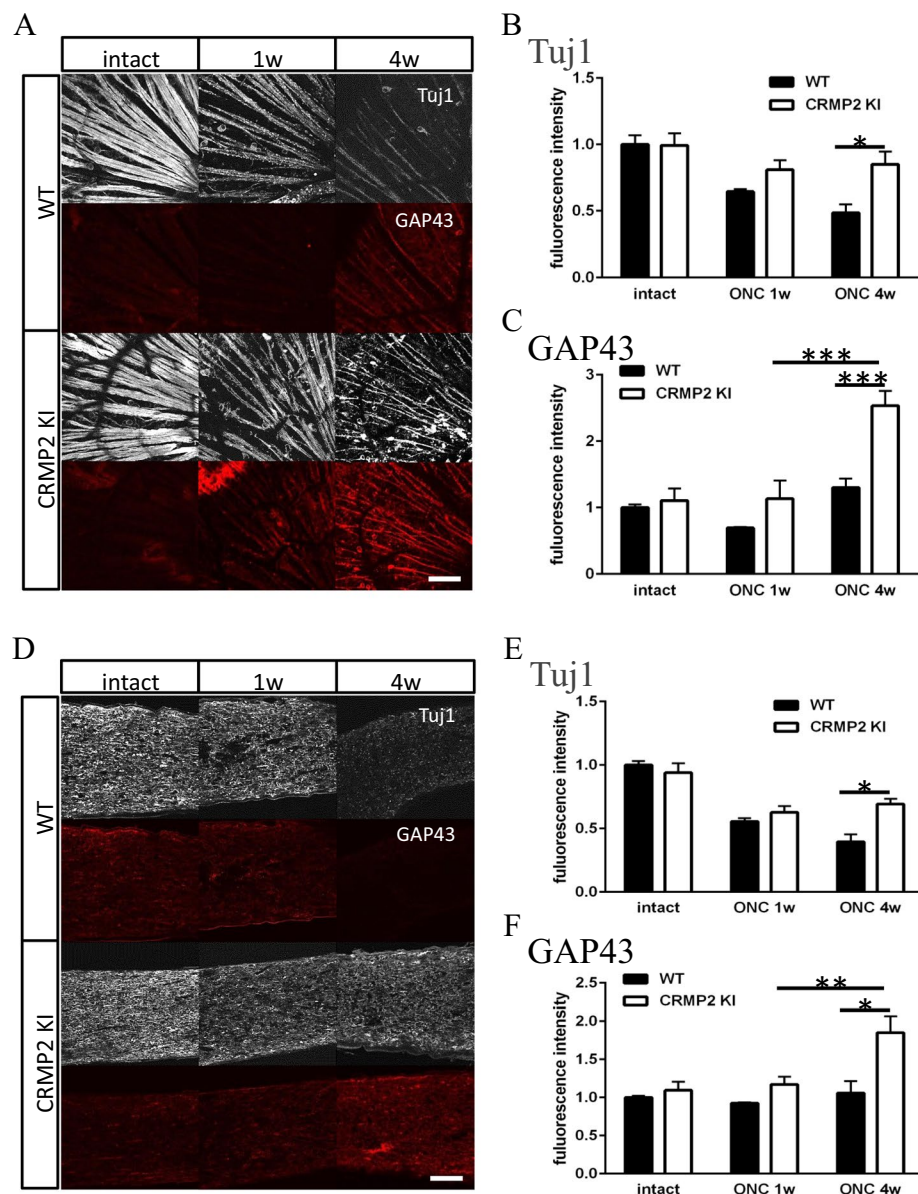 A
intact 1w 4w
WT
Tuj1
GAP43
CRMP2 KI
B
Tuj1
WT
CRMP2 KI
*
fuluorescence intensity
1.5
1.0
0.5
0.0
intact ONC 1w ONC 4w
C
GAP43
WT
CRMP2 KI
***
***
fuluorescence intensity
3
2
1
0
intact ONC 1w ONC 4w
D
intact 1w 4w
WT
Tuj1
GAP43
CRMP2 KI
E
Tuj1
WT
CRMP2 KI
*
fuluorescence intensity
1.5
1.0
0.5
0.0
intact ONC 1w ONC 4w
F
GAP43
WT
CRMP2 KI
**
*
fuluorescence intensity
2.5
2.0
1.5
1.0
0.5
0.0
intact ONC 1w ONC 4w